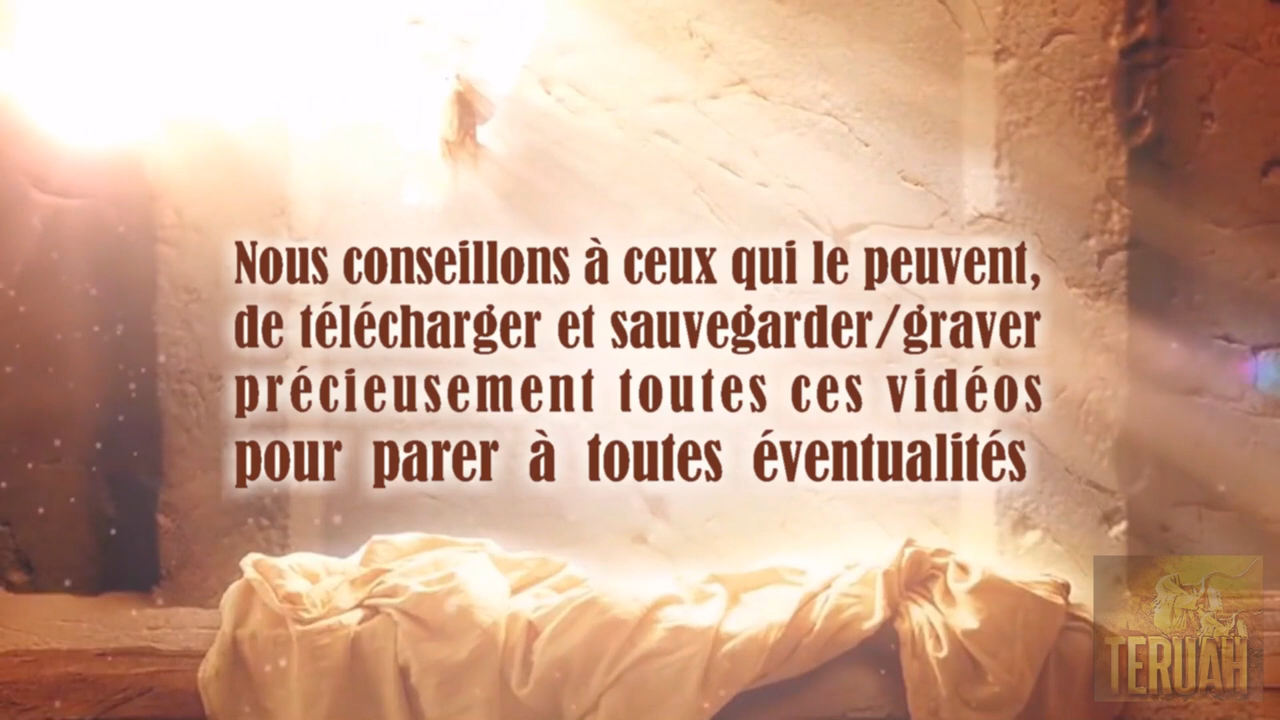 Nous conseillons à ceux qui le peuvent,
de télécharger et sauvegarder/graver
précieusement toutes ces vidéos
pour parer à toutes éventualités
TERUAH